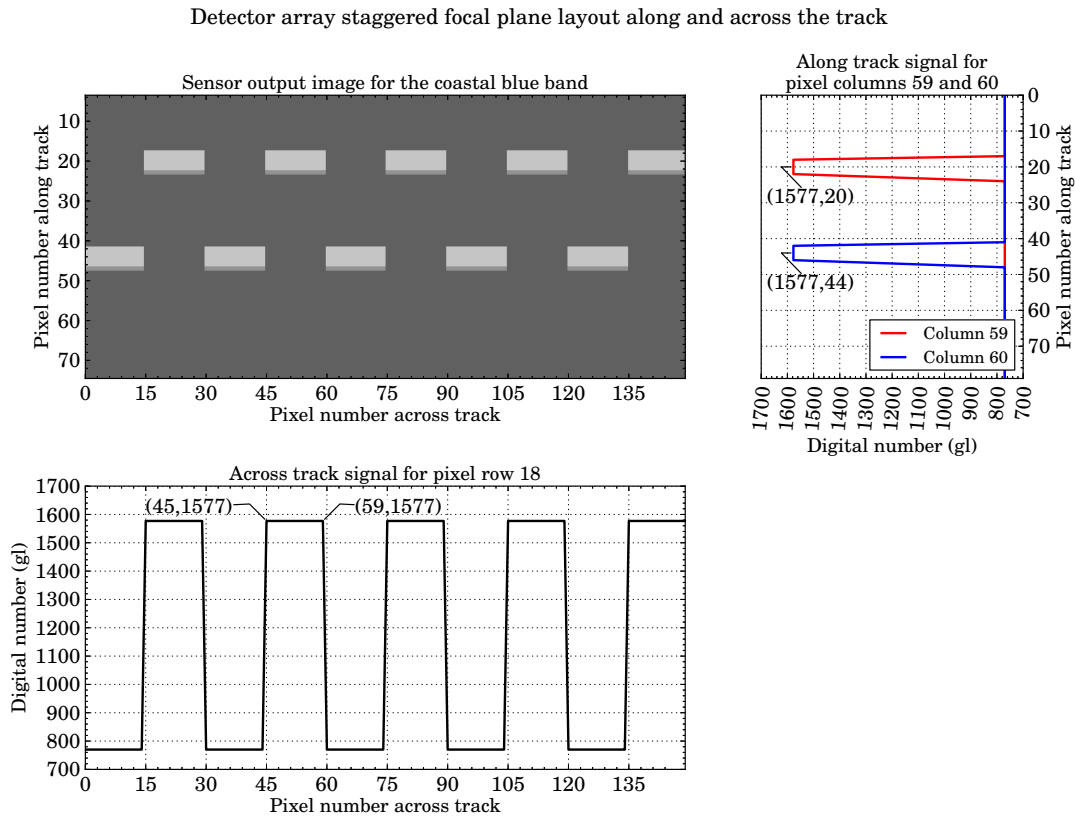 Detector array staggered focal plane layout along and across the track
Sensor output image for the coastal blue band
Pixel number along track
10
20
30
40
50
60
70
0 15 30 45 60 75 90 105 120 135
Pixel number across track
Along track signal for
pixel columns 59 and 60
(1577,20)
(1577,44)
Column 59
Column 60
0
10
20
30
40
50
60
70
Pixel number along track
1700 1600 1500 1400 1300 1200 1100 1000 900 800 700
Digital number (gl)
Across track signal for pixel row 18
Digital number (gl)
1700
1600
1500
1400
1300
1200
1100
1000
900
800
700
(45,1577) (59,1577)
0 15 30 45 60 75 90 105 120 135
Pixel number across track